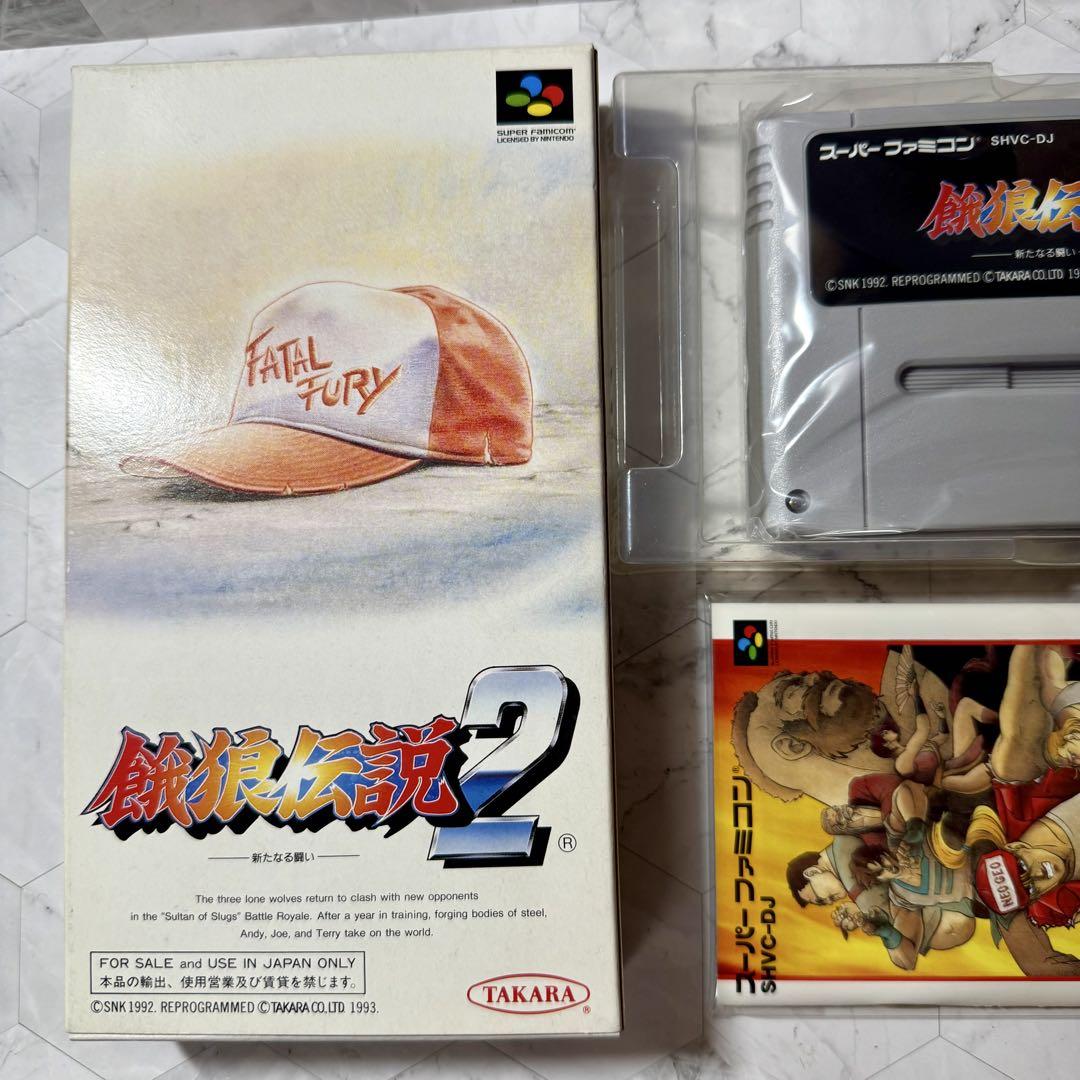 SUPER FAMICOM
LICENSED BY NINTENDO
FATAL
FURY
餓狼伝説2
®
新たなる闘い
The three lone wolves return to clash with new opponents
in the "Sultan of Slugs" Battle Royale. After a year in training, forging bodies of steel,
Andy, Joe, and Terry take on the world.
FOR SALE and USE IN JAPAN ONLY
本品の輸出、使用営業及び賃貸を禁じます。
©SNK 1992. REPROGRAMMED ©TAKARA CO.,LTD. 1993.
TAKARA®
スーパーファミコン® SHVC-DJ
餓狼伝
新たなる闘い
©SNK 1992. REPROGRAMMED ©TAKARA CO.,LTD. 19
スーパーファミコン®
SHVC-DJ
NEO GEO